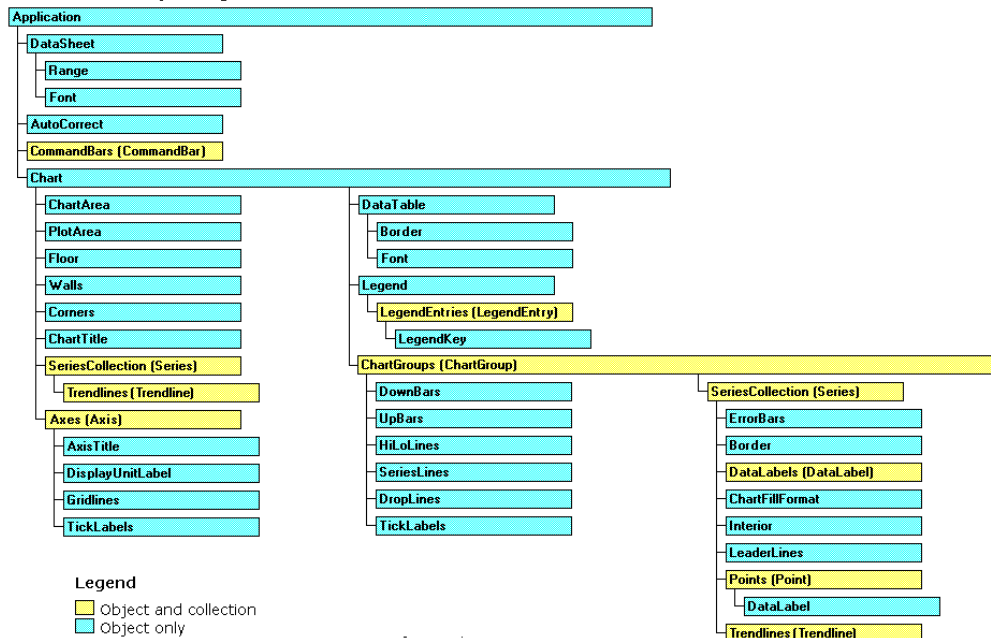 Application
DataSheet
Range
Font
AutoCorrect
CommandBars (CommandBar)
Chart
ChartArea
PlotArea
Floor
Walls
Corners
ChartTitle
SeriesCollection (Series)
Trendlines (Trendline)
Axes (Axis)
AxisTitle
DisplayUnitLabel
Gridlines
TickLabels
DataTable
Border
Font
Legend
LegendEntries (LegendEntry)
LegendKey
ChartGroups (ChartGroup)
DownBars
UpBars
HiLoLines
SeriesLines
DropLines
TickLabels
SeriesCollection (Series)
ErrorBars
Border
DataLabels (DataLabel)
ChartFillFormat
Interior
LeaderLines
Points (Point)
DataLabel
Trendlines (Trendline)
Legend
Object and collection
Object only